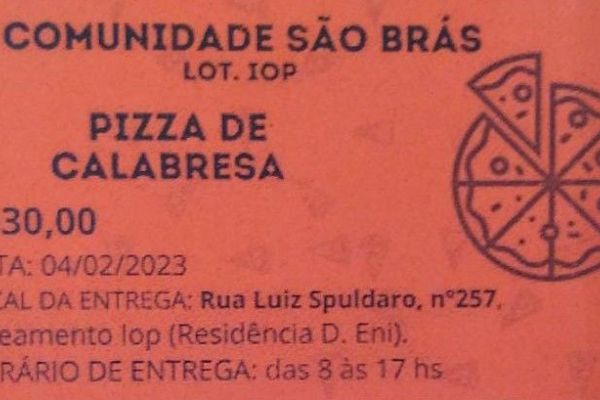 COMUNIDADE SÃO BRÁS
LOT. IOP
PIZZA DE
CALABRESA
30,00
TA: 04/02/2023
CAL DA ENTREGA: Rua Luiz Spuldaro, nº257,
eamento Iop (Residência D. Eni).
RÁRIO DE ENTREGA: das 8 às 17 hs